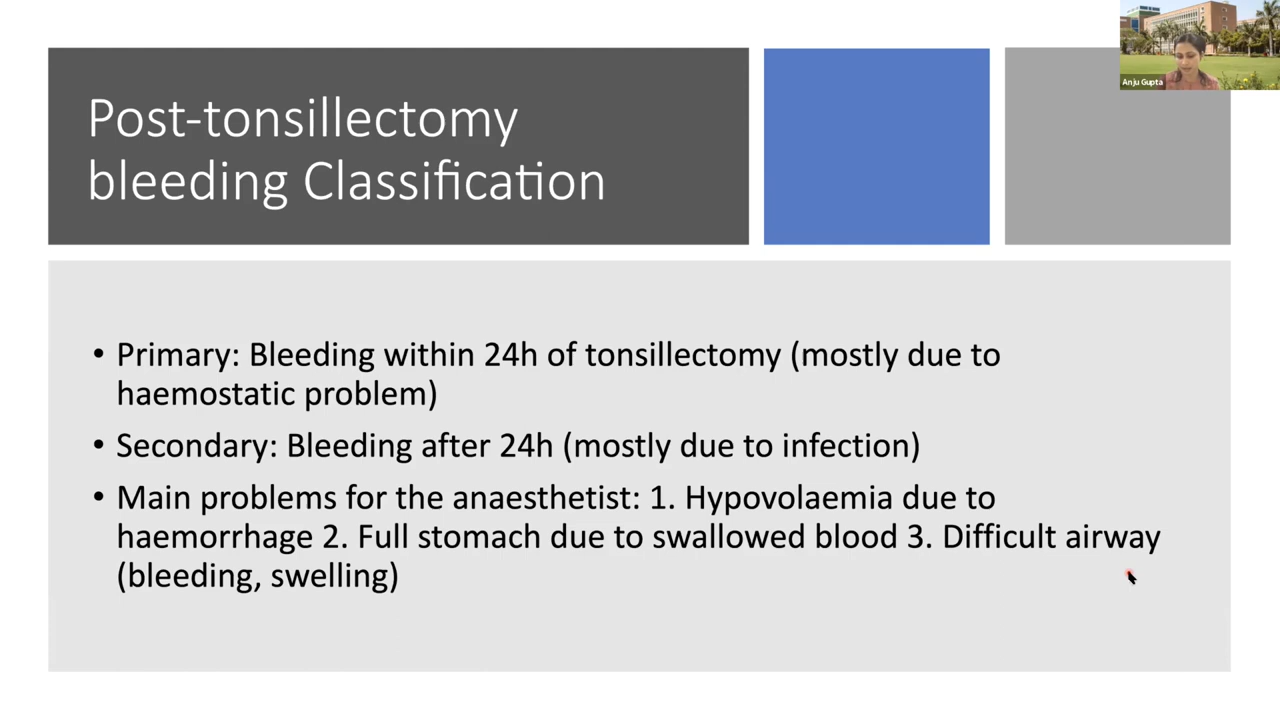 Anju Gupta
Post-tonsillectomy
bleeding Classification
• Primary: Bleeding within 24h of tonsillectomy (mostly due to
haemostatic problem)
• Secondary: Bleeding after 24h (mostly due to infection)
• Main problems for the anaesthetist: 1. Hypovolaemia due to
haemorrhage 2. Full stomach due to swallowed blood 3. Difficult airway
(bleeding, swelling)